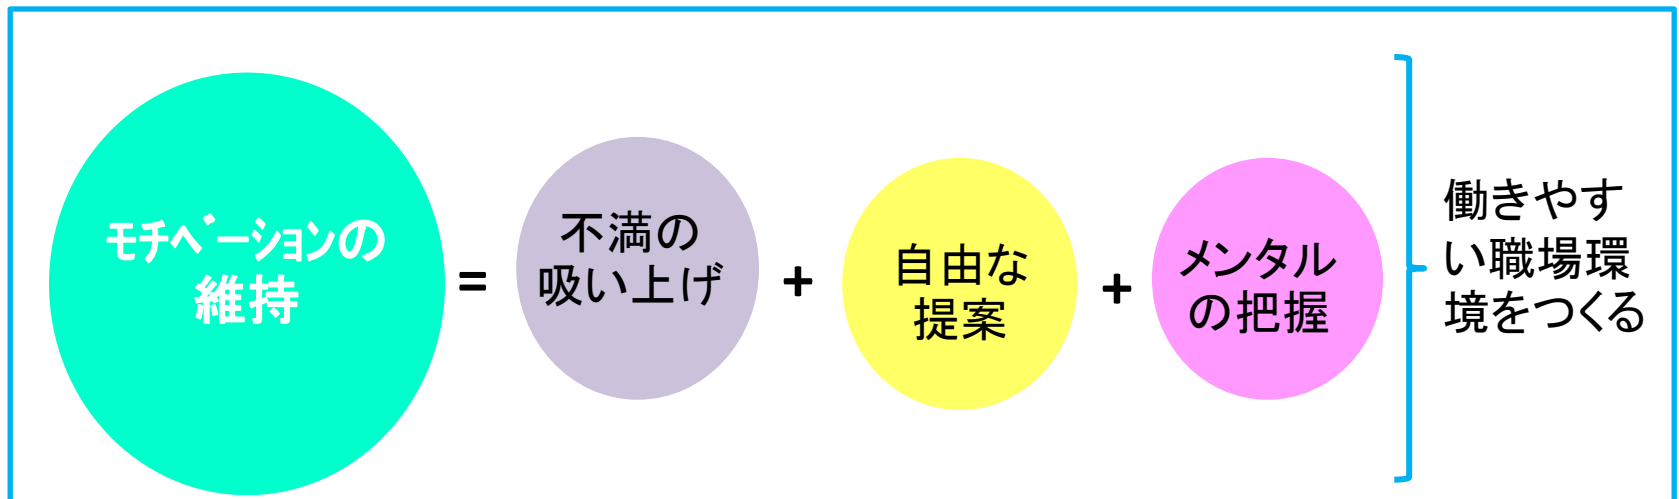 モチベーションの
維持
=
不満の
吸い上げ
+
自由な
提案
+
メンタル
の把握
働きやす
い職場環
境をつくる